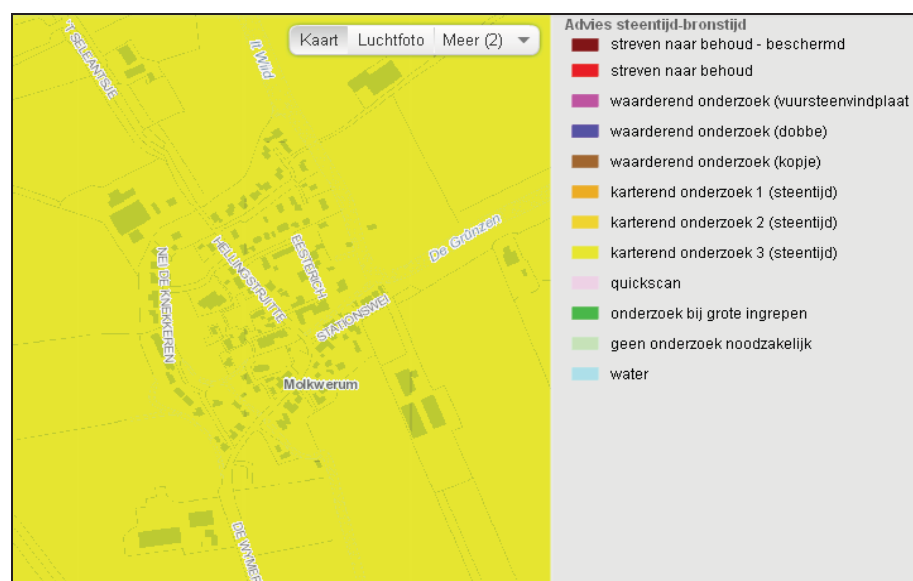 'T SELEANTSJE
It Wild
Kaart Luchtfoto Meer (2)
NEI DE KNEKKEREN
HELLINGSTRJITTE
EESTERICH
De Grûnzen
STATIONSWEI
Molkwerum
DE WYMER
Advies steentijd-bronstijd
streven naar behoud - beschermd
streven naar behoud
waarderend onderzoek (vuursteenvindplaat
waarderend onderzoek (dobbe)
waarderend onderzoek (kopje)
karterend onderzoek 1 (steentijd)
karterend onderzoek 2 (steentijd)
karterend onderzoek 3 (steentijd)
quickscan
onderzoek bij grote ingrepen
geen onderzoek noodzakelijk
water